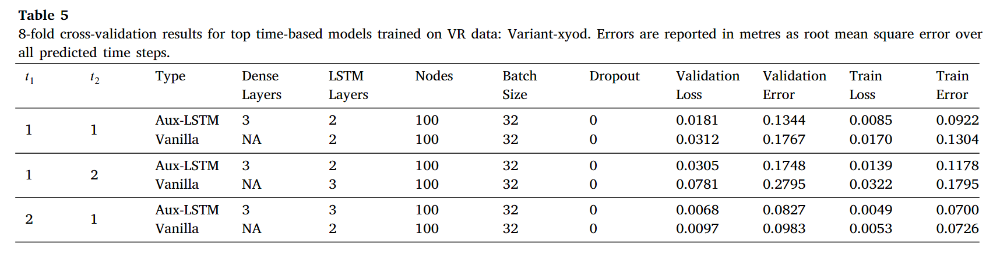 Table 5
8-fold cross-validation results for top time-based models trained on VR data: Variant-xyod. Errors are reported in metres as root mean square error over
all predicted time steps.
t1 t2 Type Dense Layers LSTM Layers Nodes Batch Size Dropout Validation Loss Validation Error Train Loss Train Error
1 1 Aux-LSTM 3 2 100 32 0 0.0181 0.1344 0.0085 0.0922
Vanilla NA 2 100 32 0 0.0312 0.1767 0.0170 0.1304
1 2 Aux-LSTM 3 2 100 32 0 0.0305 0.1748 0.0139 0.1178
Vanilla NA 3 100 32 0 0.0781 0.2795 0.0322 0.1795
2 1 Aux-LSTM 3 3 100 32 0 0.0068 0.0827 0.0049 0.0700
Vanilla NA 2 100 32 0 0.0097 0.0983 0.0053 0.0726